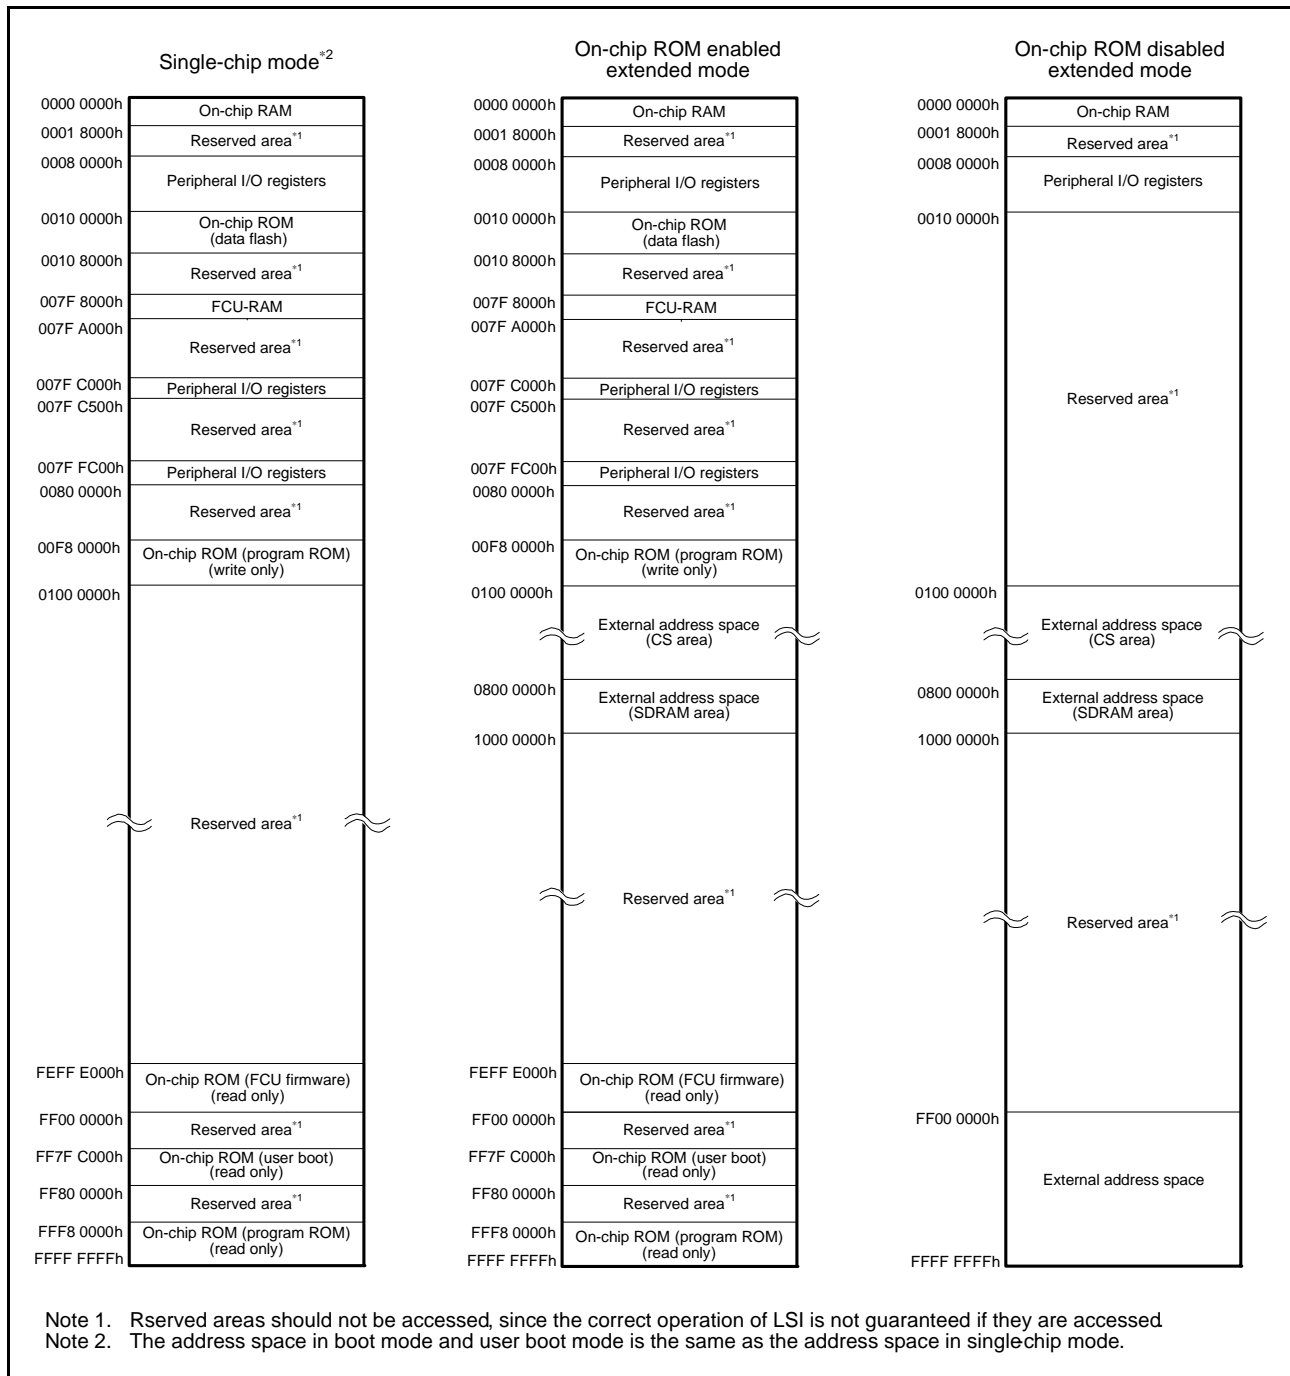 Single-chip mode*2
0000 0000h
On-chip RAM
0001 8000h
Reserved area*1
0008 0000h
Peripheral I/O registers
0010 0000h
On-chip ROM
(data flash)
0010 8000h
Reserved area*1
007F 8000h
FCU-RAM
007F A000h
Reserved area*1
007F C000h
Peripheral I/O registers
007F C500h
Reserved area*1
007F FC00h
Peripheral I/O registers
0080 0000h
Reserved area*1
00F8 0000h
On-chip ROM (program ROM)
(write only)
0100 0000h
Reserved area*1
FEFF E000h
On-chip ROM (FCU firmware)
(read only)
FF00 0000h
Reserved area*1
FF7F C000h
On-chip ROM (user boot)
(read only)
FF80 0000h
Reserved area*1
FFF8 0000h
On-chip ROM (program ROM)
(read only)
FFFF FFFFh
On-chip ROM enabled
extended mode
0000 0000h
On-chip RAM
0001 8000h
Reserved area*1
0008 0000h
Peripheral I/O registers
0010 0000h
On-chip ROM
(data flash)
0010 8000h
Reserved area*1
007F 8000h
FCU-RAM
007F A000h
Reserved area*1
007F C000h
Peripheral I/O registers
007F C500h
Reserved area*1
007F FC00h
Peripheral I/O registers
0080 0000h
Reserved area*1
00F8 0000h
On-chip ROM (program ROM)
(write only)
0100 0000h
External address space
(CS area)
0800 0000h
External address space
(SDRAM area)
1000 0000h
Reserved area*1
FEFF E000h
On-chip ROM (FCU firmware)
(read only)
FF00 0000h
Reserved area*1
FF7F C000h
On-chip ROM (user boot)
(read only)
FF80 0000h
Reserved area*1
FFF8 0000h
On-chip ROM (program ROM)
(read only)
FFFF FFFFh
On-chip ROM disabled
extended mode
0000 0000h
On-chip RAM
0001 8000h
Reserved area*1
0008 0000h
Peripheral I/O registers
0010 0000h
Reserved area*1
0100 0000h
External address space
(CS area)
0800 0000h
External address space
(SDRAM area)
1000 0000h
Reserved area*1
FF00 0000h
External address space
FFFF FFFFh
Note 1. Rserved areas should not be accessed, since the correct operation of LSI is not guaranteed if they are accessed
Note 2. The address space in boot mode and user boot mode is the same as the address space in single-chip mode.